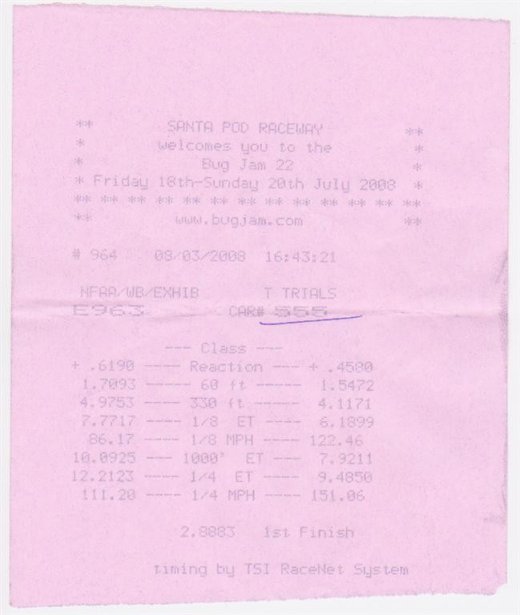 ** SANTA POD RACEWAY **
* welcomes you to the *
* Bug Jam 22 *
* Friday 18th-Sunday 20th July 2008 *
** ** ** ** ** ** ** ** ** ** ** ** **
** www.bugjam.com **
# 964 08/03/2008 16:43:21
NFAA/WB/EXHIB T TRIALS
E963 CAR# 555
--- Class ---
+ .6190 ---- Reaction --- + .4580
1.7093 ---- 60 ft ----- 1.5472
4.9753 ---- 330 ft ----- 4.1171
7.7717 ---- 1/8 ET ---- 6.1899
86.17 ---- 1/8 MPH ---- 122.46
10.0925 ---- 1000' ET ---- 7.9211
12.2123 ---- 1/4 ET ---- 9.4850
111.20 ---- 1/4 MPH ---- 151.06
2.8883 1st Finish
timing by TSI RaceNet System